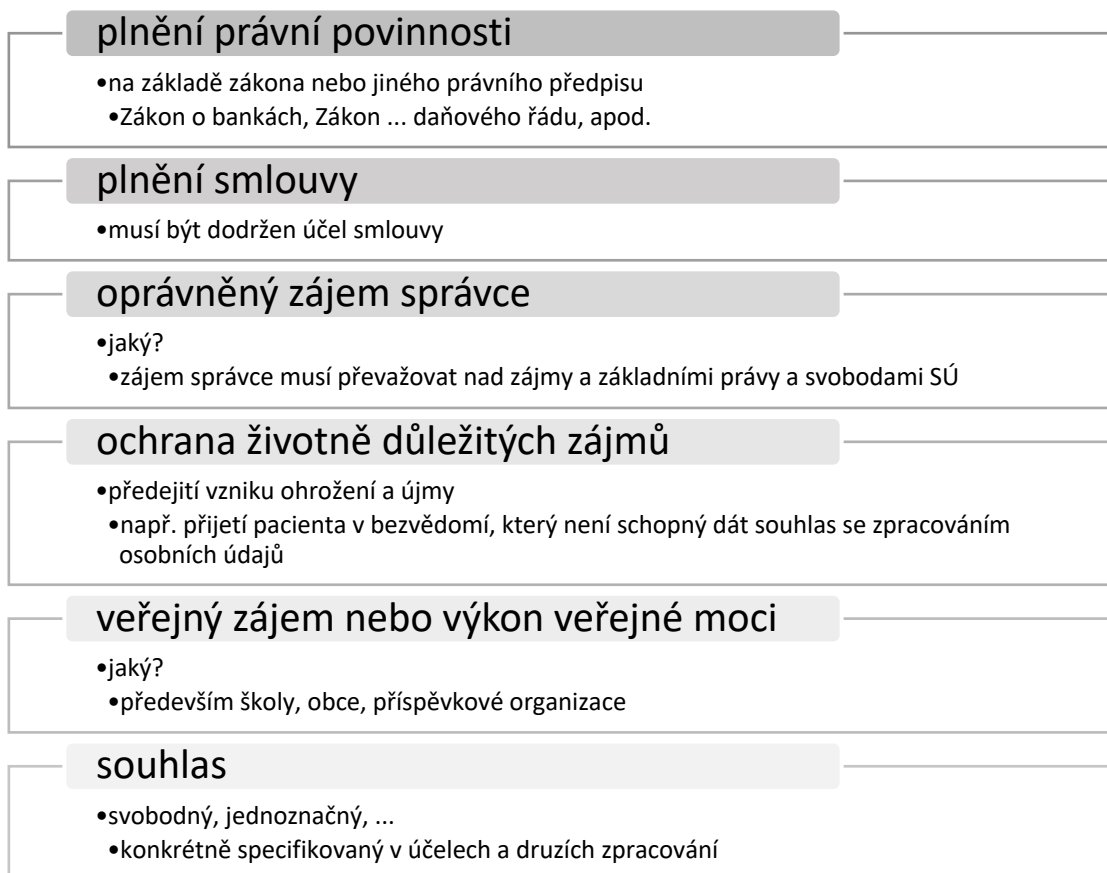 plnění právní povinnosti
•na základě zákona nebo jiného právního předpisu
•Zákon o bankách, Zákon ... daňového řádu, apod.
plnění smlouvy
•musí být dodržen účel smlouvy
oprávněný zájem správce
•jaký?
•zájem správce musí převažovat nad zájmy a základními právy a svobodami SÚ
ochrana životně důležitých zájmů
•předejití vzniku ohrožení a újmy
•např. přijetí pacienta v bezvědomí, který není schopný dát souhlas se zpracováním
osobních údajů
veřejný zájem nebo výkon veřejné moci
•jaký?
•především školy, obce, příspěvkové organizace
souhlas
•svobodný, jednoznačný, ...
•konkrétně specifikovaný v účelech a druzích zpracování